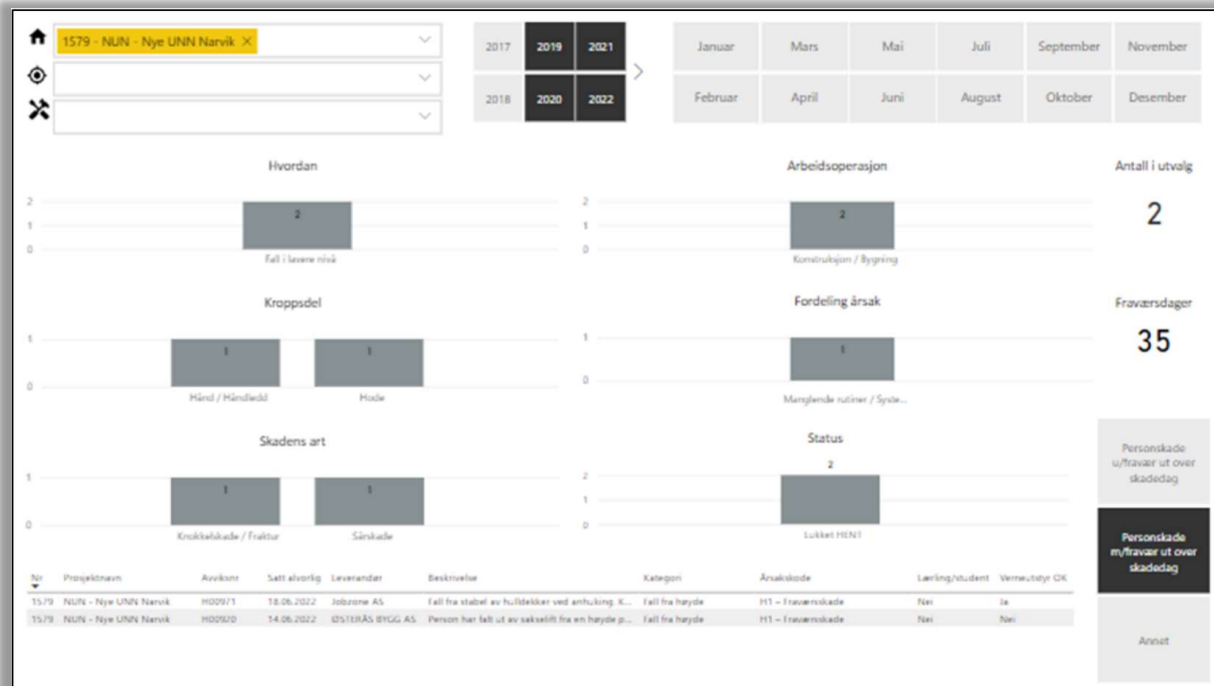 1579 - NUN - Nye UNN Narvik ×
2017 2019 2021
2018 2020 2022
Januar Mars Mai Juli September November
Februar April Juni August Oktober Desember
Hvordan
2
1
0
2
Fall i lavere nivå
Arbeidsoperasjon
2
1
0
2
Konstruksjon / Bygning
Antall i utvalg
2
Kroppsdel
1
0
1 1
Hånd / Håndledd Hode
Fordeling årsak
1
0
1
Manglende rutiner / Syste...
Fraværsdager
35
Skadens art
1
0
1 1
Knokkelskade / Fraktur Sårskade
Status
2
2
1
0
Lukket HENT
Personskade
u/fravær ut over
skadedag
Personskade
m/fravær ut over
skadedag
Annet
Nr Prosjektnavn Avviksnr Satt alvorlig Leverandør Beskrivelse Kategori Årsakskode Lærling/student Verneutstyr OK
1579 NUN - Nye UNN Narvik H00971 18.06.2022 Jobzone AS Fall fra stabel av hulldekker ved anhuking. K... Fall fra høyde H1 – Fraværsskade Nei Ja
1579 NUN - Nye UNN Narvik H00920 14.06.2022 ØSTERÅS BYGG AS Person har falt ut av sakselift fra en høyde p... Fall fra høyde H1 – Fraværsskade Nei Nei